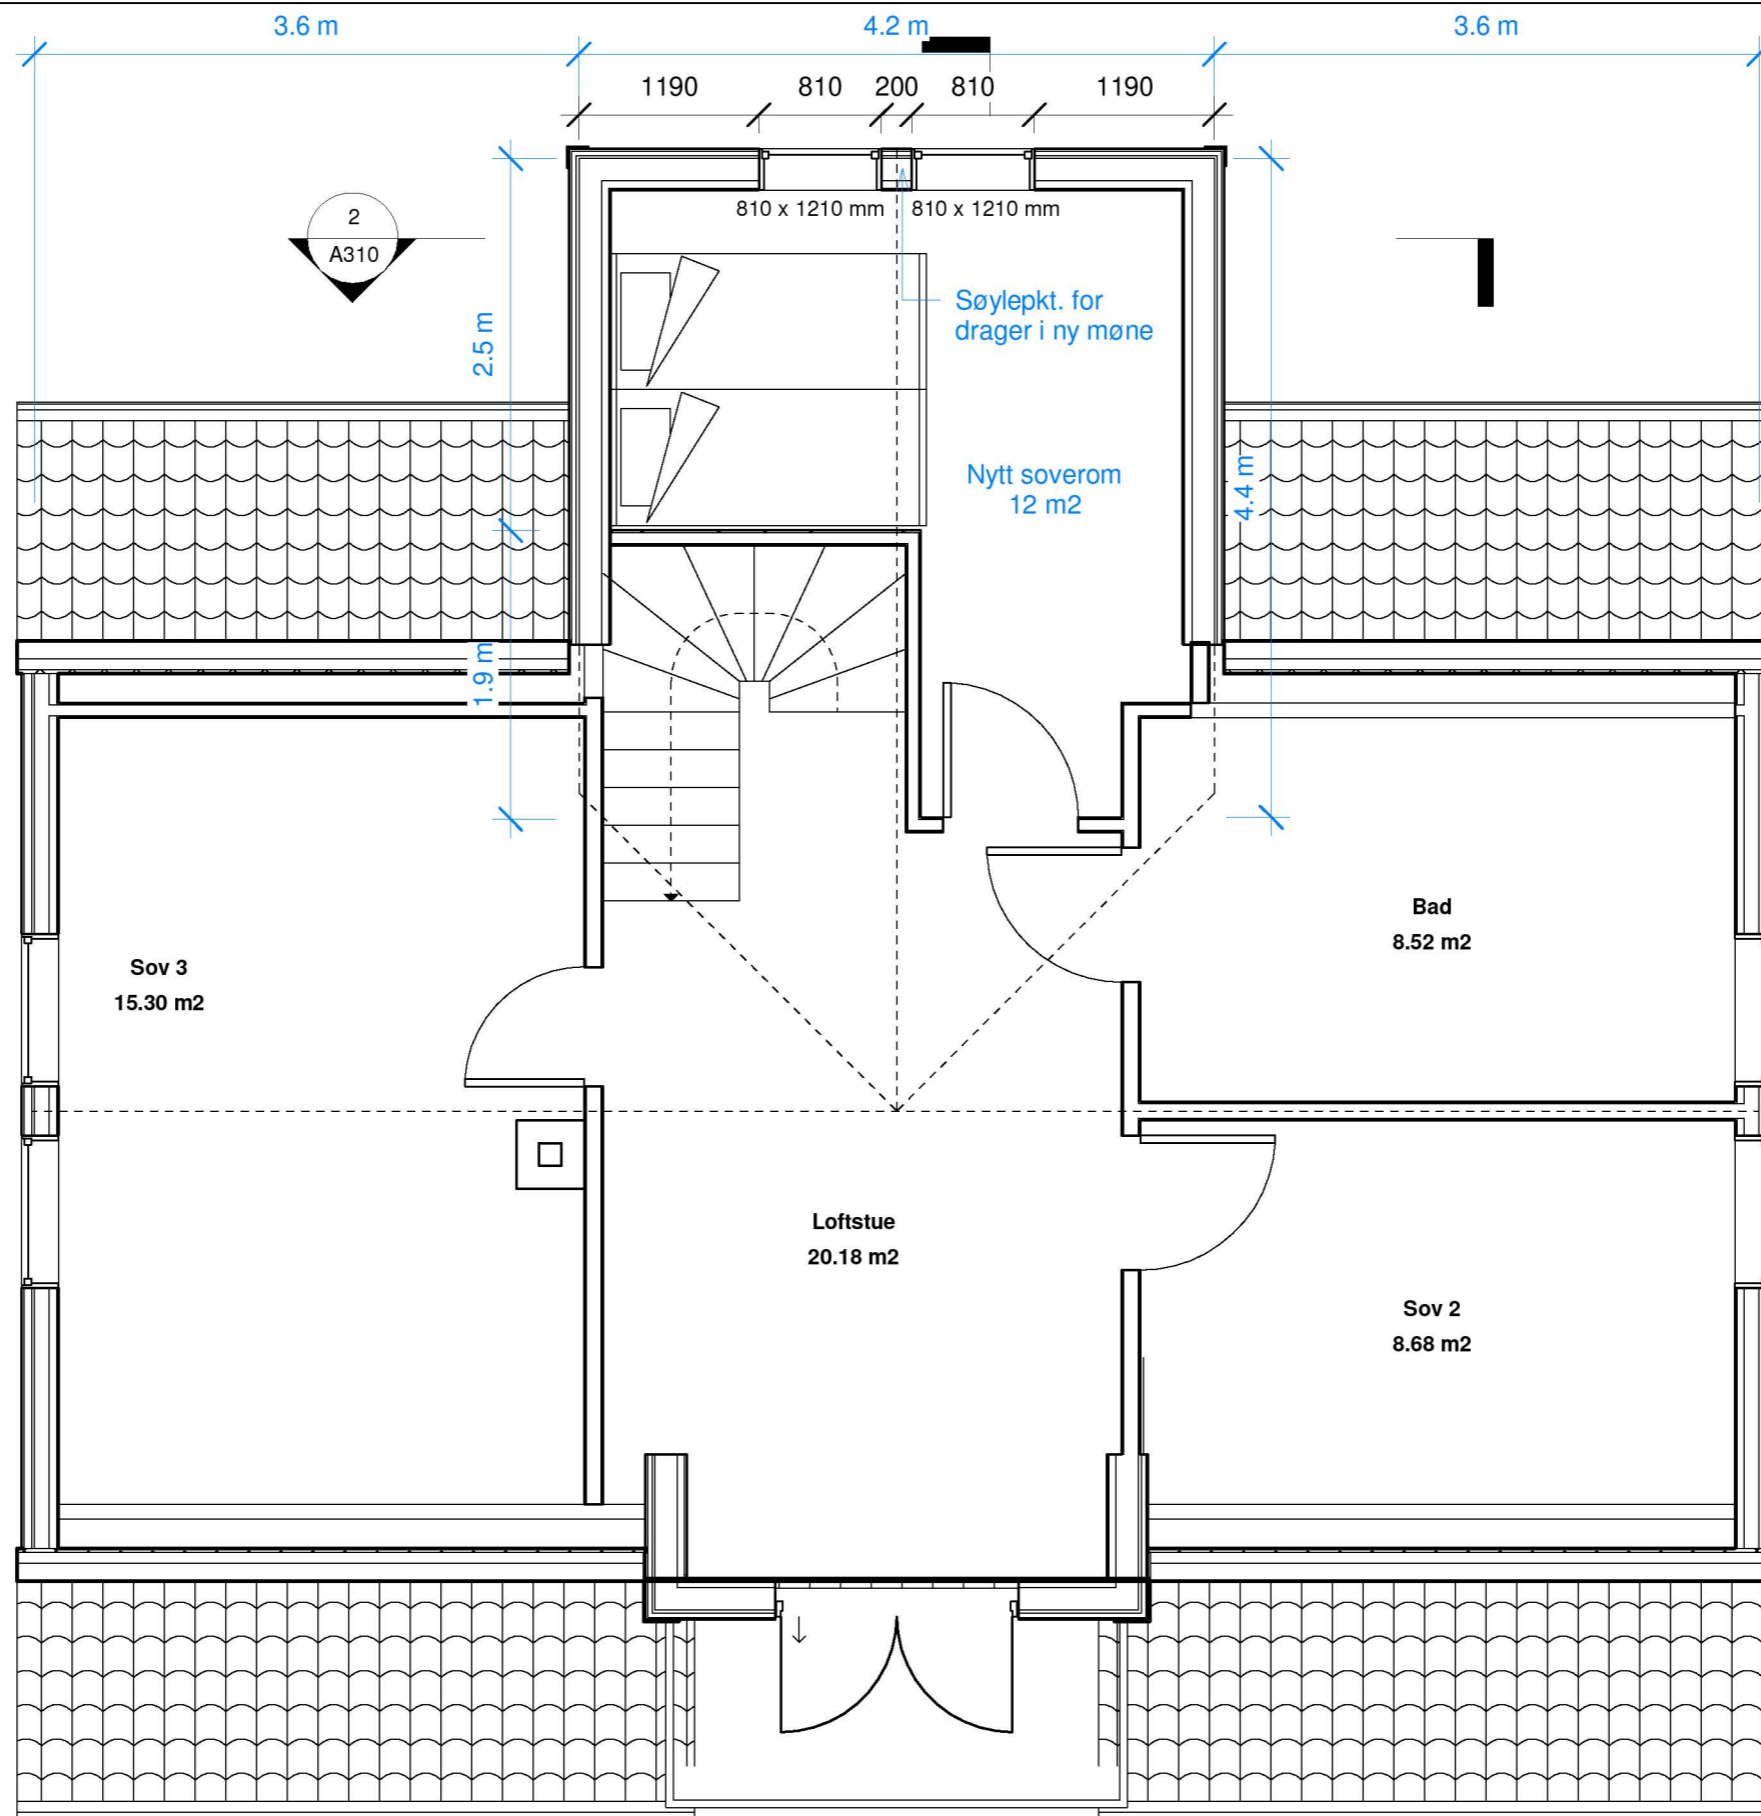 3.6 m 4.2 m 3.6 m
1190 810 200 810 1190
810 x 1210 mm 810 x 1210 mm
2
A310
Søylepkt. for
drager i ny møne
2.5 m
4.4 m
Nytt soverom
12 m2
1.9 m
Bad
8.52 m2
Sov 3
15.30 m2
Loftstue
20.18 m2
Sov 2
8.68 m2